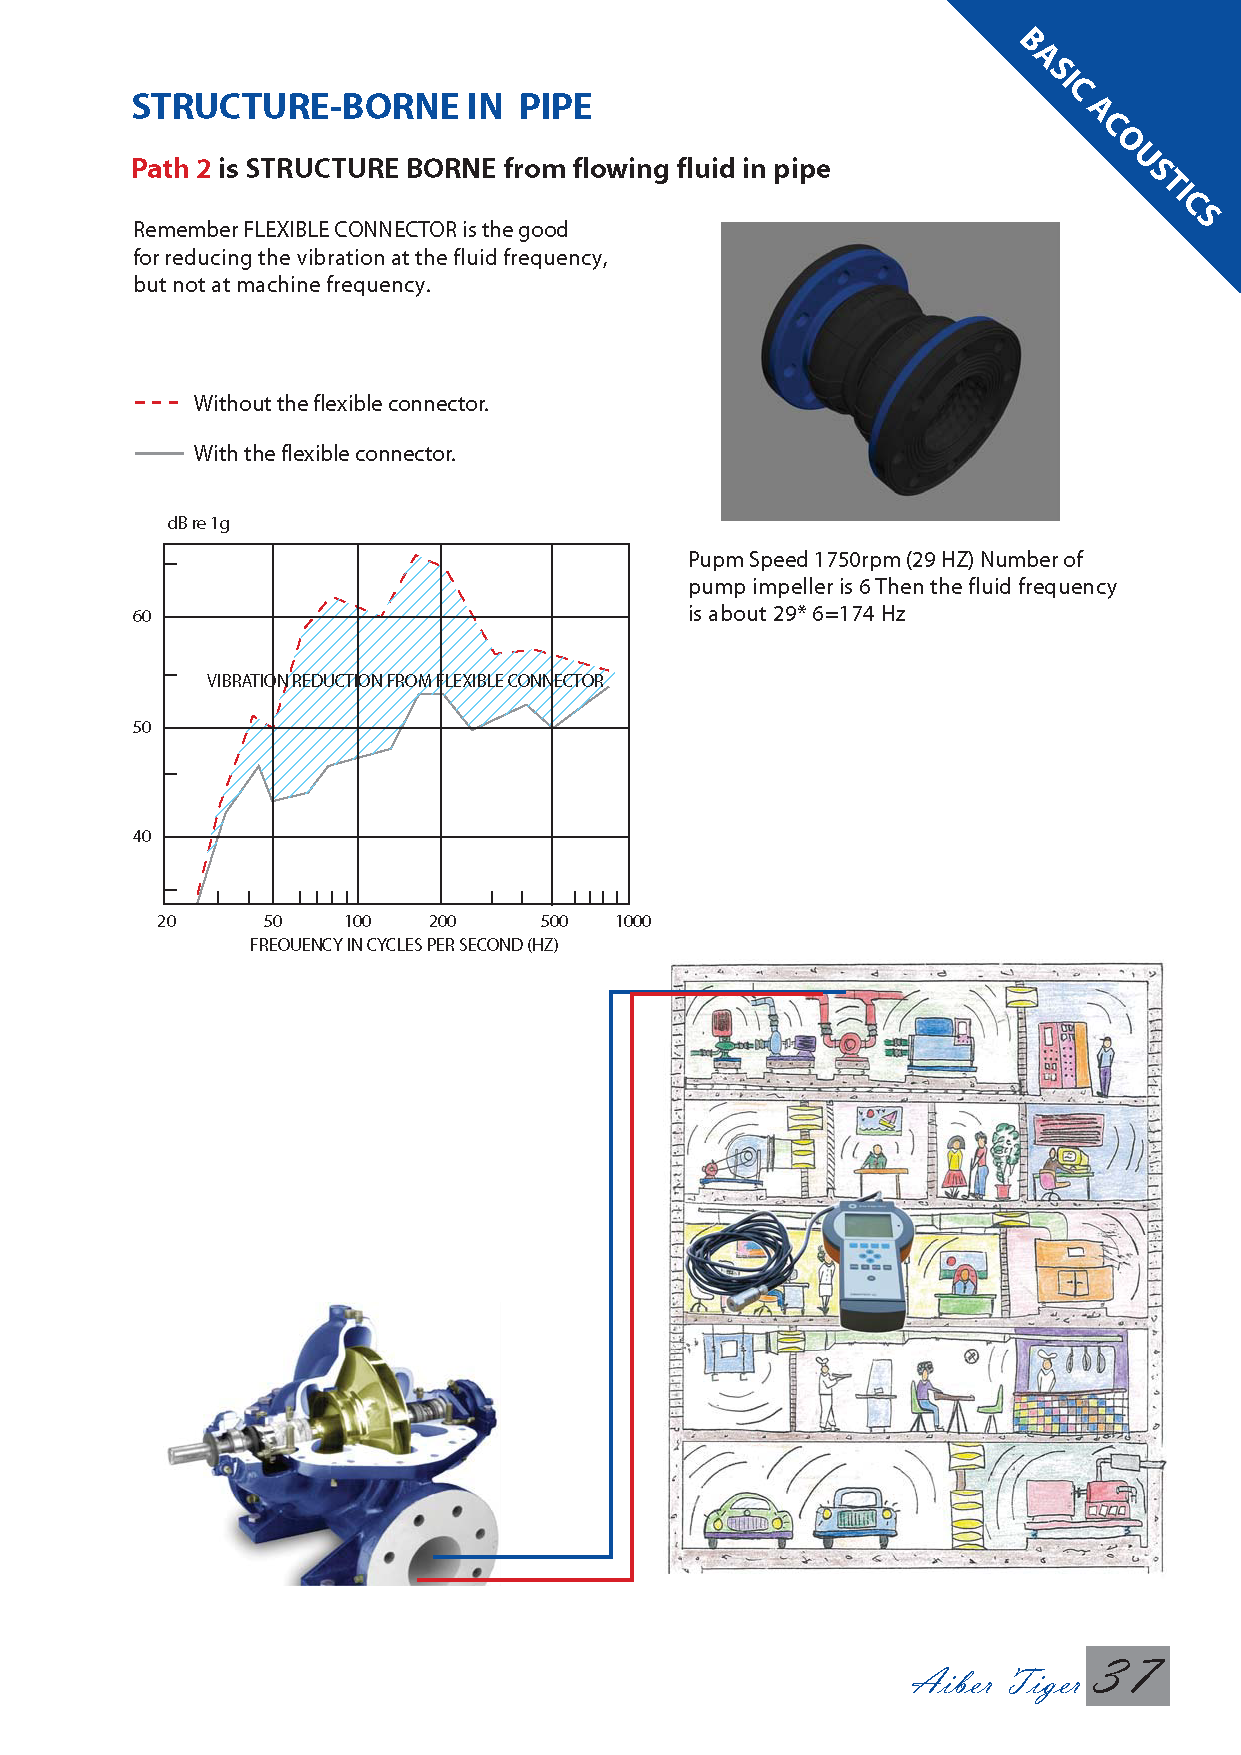 BASIC ACOUSTICS
STRUCTURE-BORNE IN PIPE
Path 2 is STRUCTURE BORNE from flowing fluid in pipe
Remember FLEXIBLE CONNECTOR is the good
for reducing the vibration at the fluid frequency,
but not at machine frequency.
Without the flexible connector.
With the flexible connector.
dB re 1g
60
VIBRATION REDUCTION FROM FLEXIBLE CONNECTOR
50
40
20 50 100 200 500 1000
FREOUENCY IN CYCLES PER SECOND (HZ)
Pupm Speed 1750rpm (29 HZ) Number of
pump impeller is 6 Then the fluid frequency
is about 29* 6=174 Hz
Aiber Tiger 37